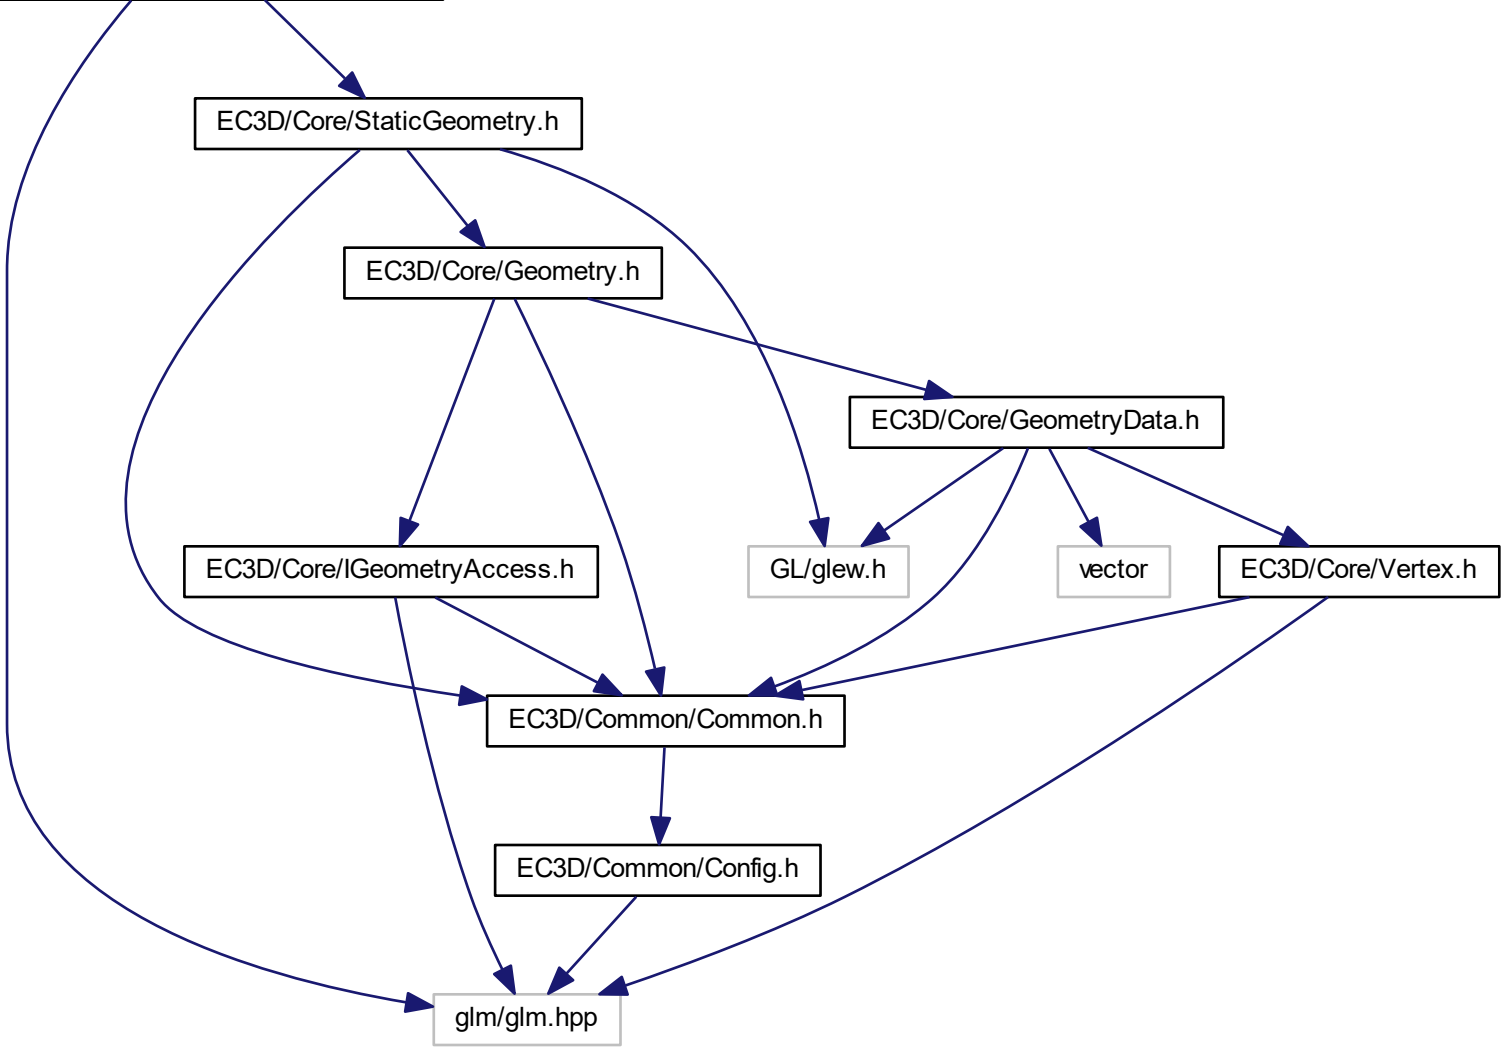 EC3D/Core/StaticGeometry.h
EC3D/Core/Geometry.h
EC3D/Core/GeometryData.h
EC3D/Core/IGeometryAccess.h
GL/glew.h
vector
EC3D/Core/Vertex.h
EC3D/Common/Common.h
EC3D/Common/Config.h
glm/glm.hpp